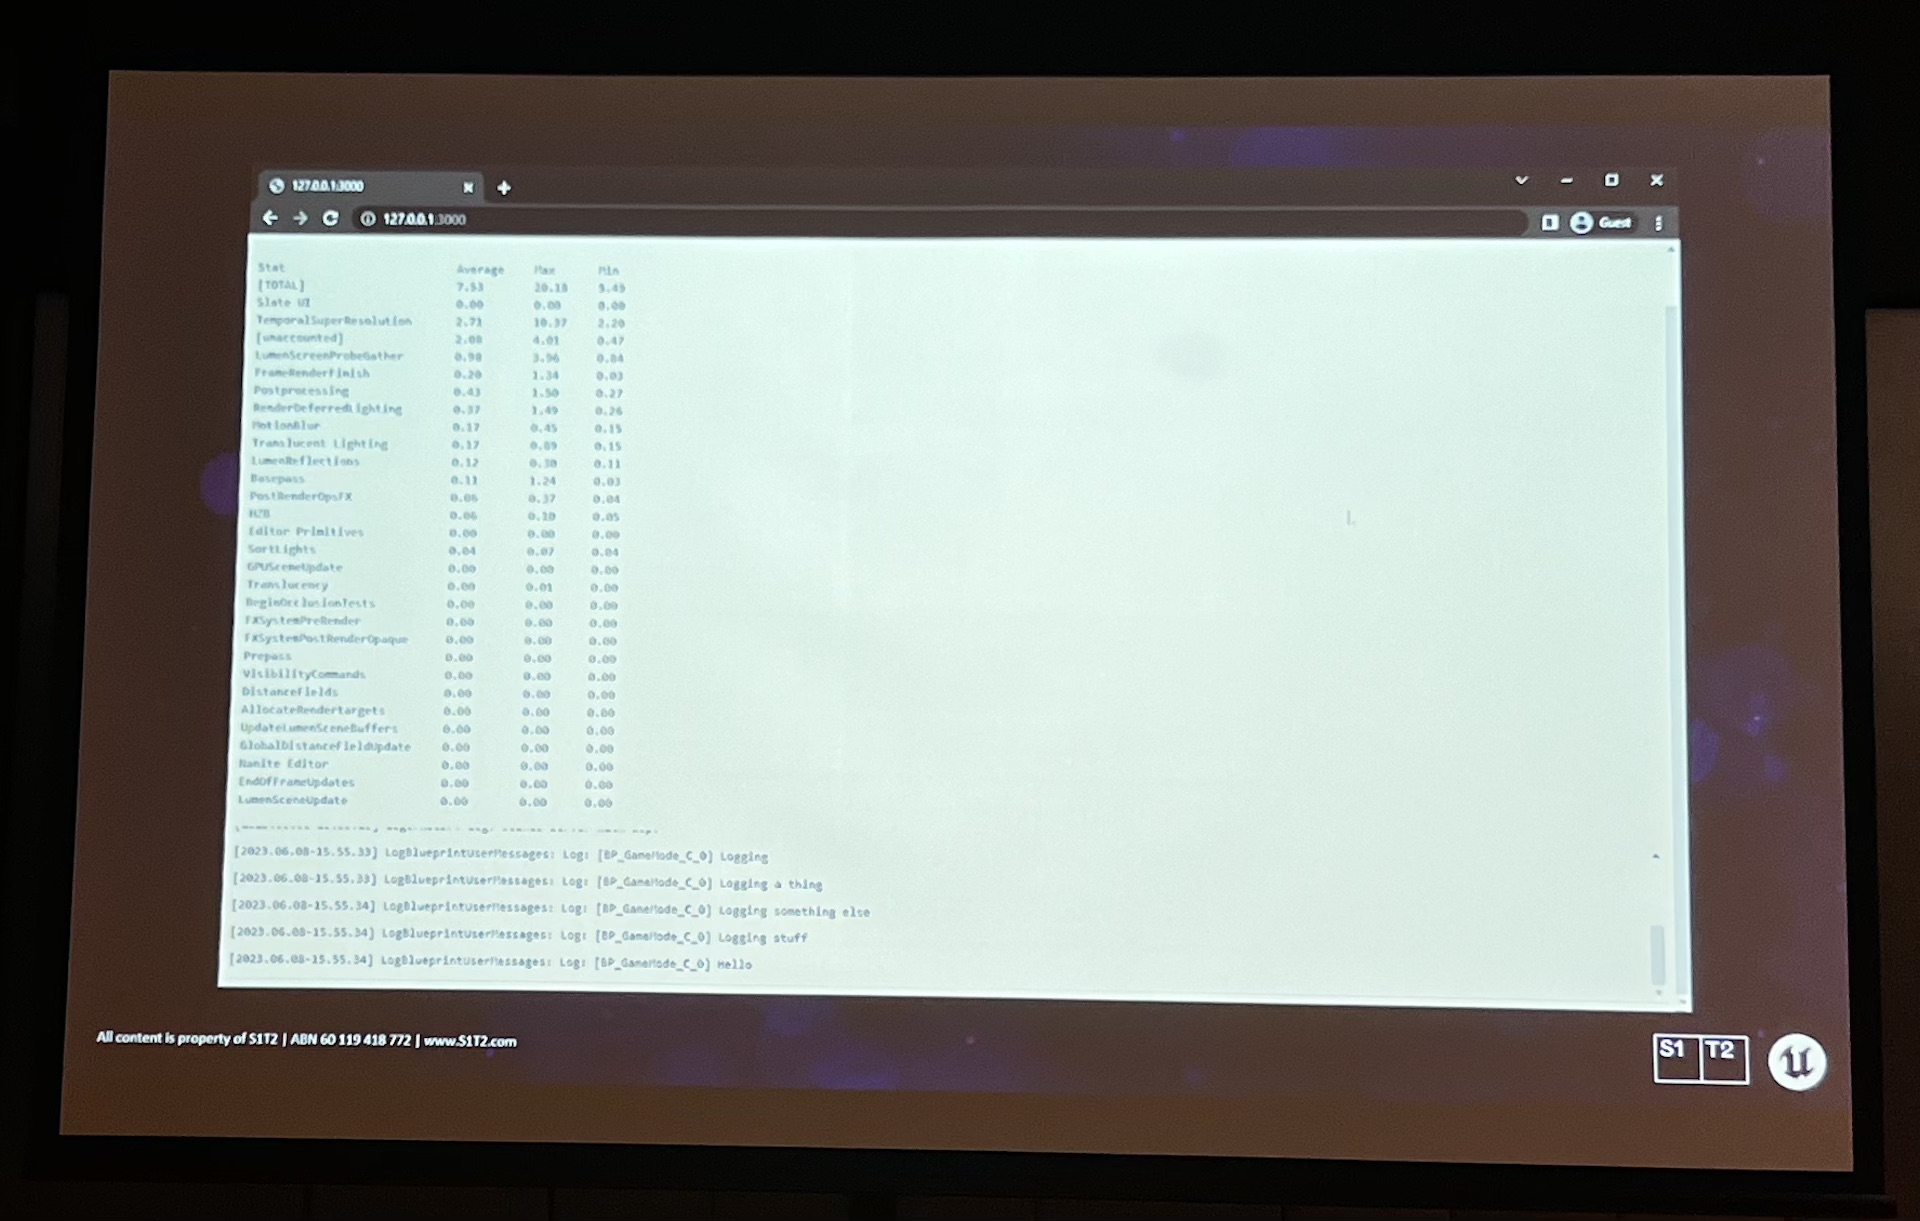 127.0.0.1:3000
127.0.0.1:3000 Guest
Stat Average Max Min
[TOTAL] 7.53 20.18 5.49
Slate UI 0.00 0.00 0.00
TemporalSuperResolution 2.71 10.37 2.20
[unaccounted] 2.08 4.01 0.47
LumenScreenProbeGather 0.98 3.96 0.84
FrameRenderFinish 0.20 1.34 0.03
Postprocessing 0.43 1.50 0.27
RenderDeferredLighting 0.37 1.49 0.26
MotionBlur 0.17 0.45 0.15
Translucent Lighting 0.17 0.89 0.15
LumenReflections 0.12 0.30 0.11
Basepass 0.11 1.24 0.03
PostRenderOpsFX 0.06 0.37 0.04
HZB 0.06 0.10 0.05
Editor Primitives 0.00 0.00 0.00
SortLights 0.04 0.07 0.04
GPUSceneUpdate 0.00 0.00 0.00
Translucency 0.00 0.01 0.00
BeginOcclusionTests 0.00 0.00 0.00
FXSystemPreRender 0.00 0.00 0.00
FXSystemPostRenderOpaque 0.00 0.00 0.00
Prepass 0.00 0.00 0.00
VisibilityCommands 0.00 0.00 0.00
DistanceFields 0.00 0.00 0.00
AllocateRendertargets 0.00 0.00 0.00
UpdateLumenSceneBuffers 0.00 0.00 0.00
GlobalDistanceFieldUpdate 0.00 0.00 0.00
Nanite Editor 0.00 0.00 0.00
EndOfFrameUpdates 0.00 0.00 0.00
LumenSceneUpdate 0.00 0.00 0.00
[2023.06.08-15.55.33] LogBlueprintUserMessages: Log: [BP_GameMode_C_0] Logging
[2023.06.08-15.55.33] LogBlueprintUserMessages: Log: [BP_GameMode_C_0] Logging a thing
[2023.06.08-15.55.34] LogBlueprintUserMessages: Log: [BP_GameMode_C_0] Logging something else
[2023.06.08-15.55.34] LogBlueprintUserMessages: Log: [BP_GameMode_C_0] Logging stuff
[2023.06.08-15.55.34] LogBlueprintUserMessages: Log: [BP_GameMode_C_0] Hello
All content is property of S1T2 | ABN 60 119 418 772 | www.S1T2.com
S1 T2